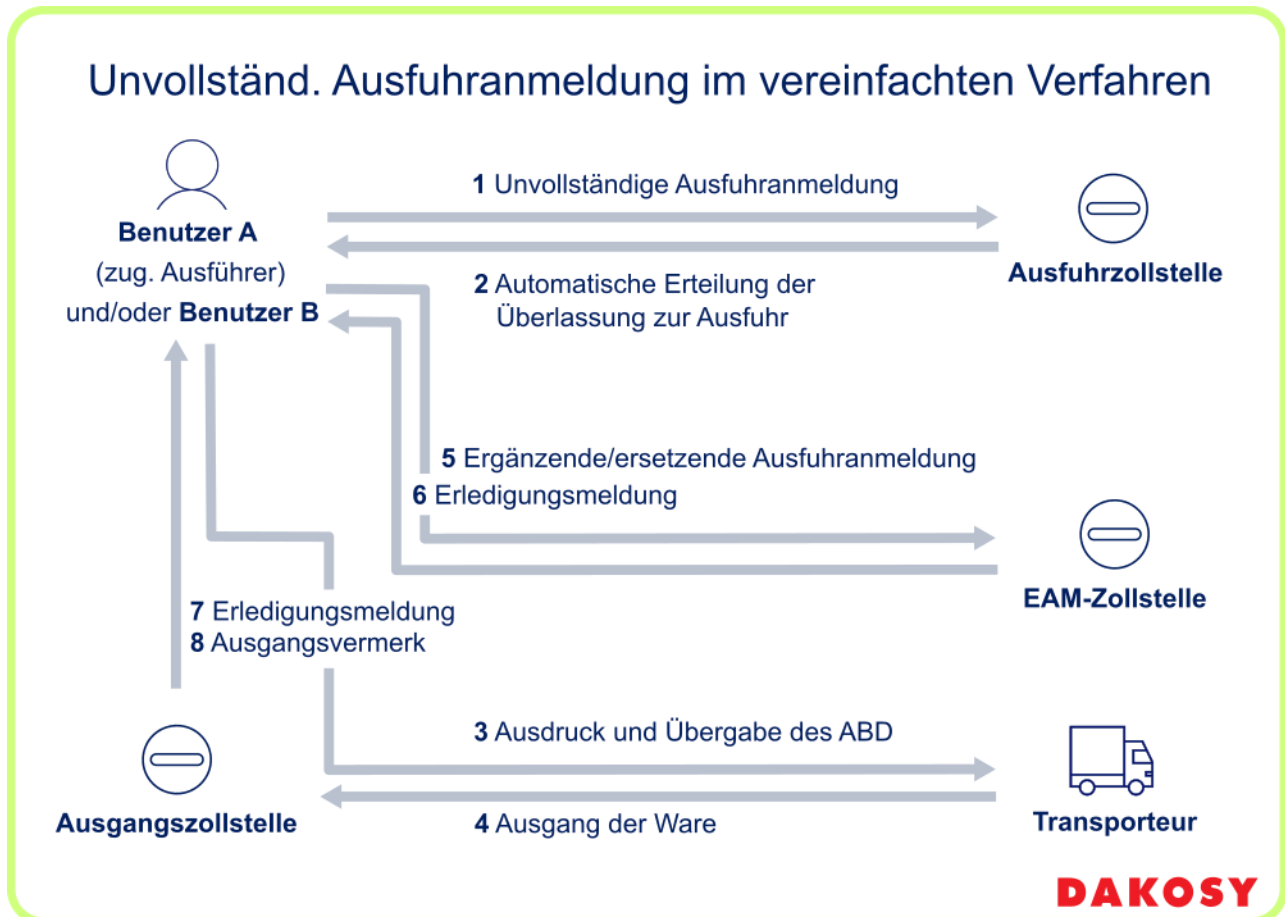 Unvollständ. Ausfuhranmeldung im vereinfachten Verfahren
1 Unvollständige Ausfuhranmeldung
Benutzer A
(zug. Ausführer)
und/oder Benutzer B
Ausfuhrzollstelle
2 Automatische Erteilung der
Überlassung zur Ausfuhr
5 Ergänzende/ersetzende Ausfuhranmeldung
6 Erledigungsmeldung
EAM-Zollstelle
7 Erledigungsmeldung
8 Ausgangsvermerk
3 Ausdruck und Übergabe des ABD
Ausgangszollstelle
4 Ausgang der Ware
Transporteur
DAKOSY